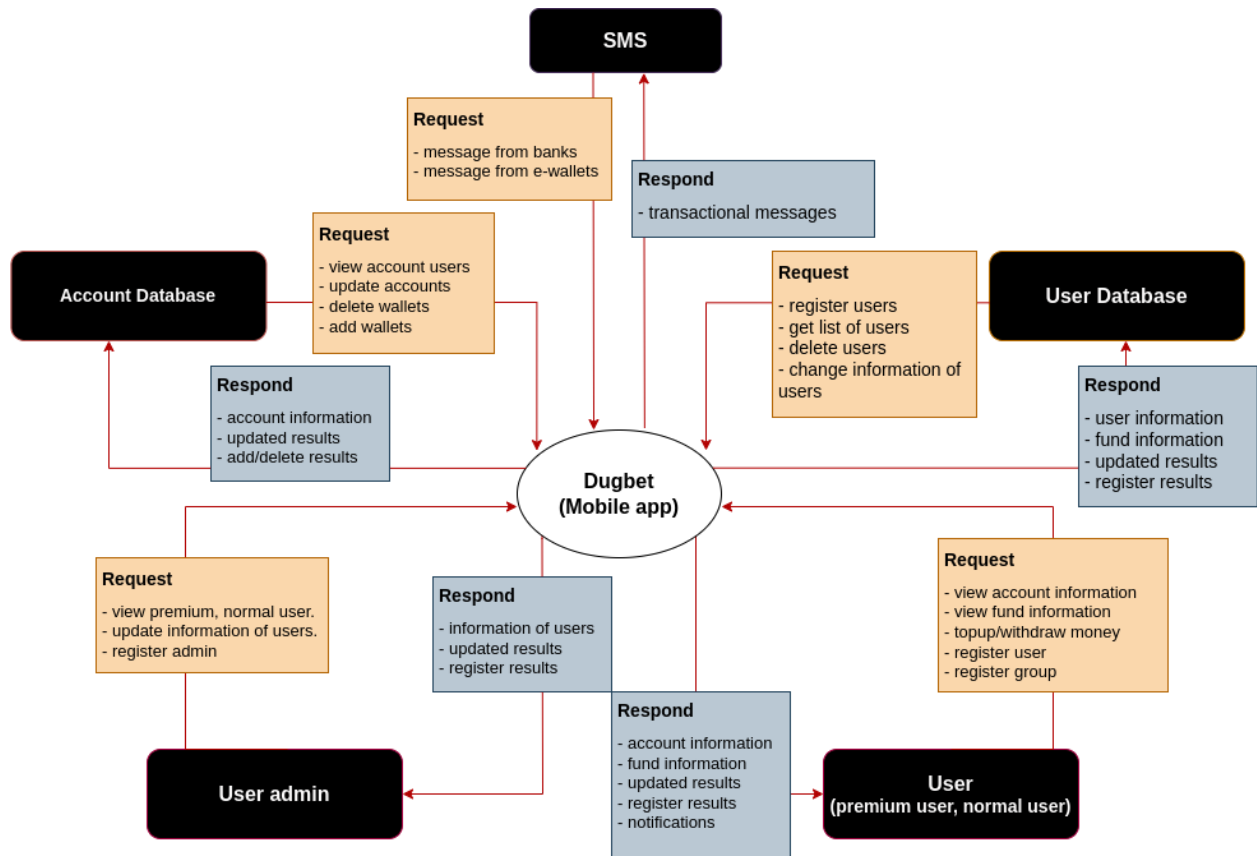 SMS
Request
- message from banks
- message from e-wallets
Respond
- transactional messages
Account Database
Request
- view account users
- update accounts
- delete wallets
- add wallets
Request
- register users
- get list of users
- delete users
- change information of
users
User Database
Respond
- account information
- updated results
- add/delete results
Respond
- user information
- fund information
- updated results
- register results
Dugbet
(Mobile app)
Request
- view premium, normal user.
- update information of users.
- register admin
Respond
- information of users
- updated results
- register results
Request
- view account information
- view fund information
- topup/withdraw money
- register user
- register group
Respond
- account information
- fund information
- updated results
- register results
- notifications
User admin
User
(premium user, normal user)